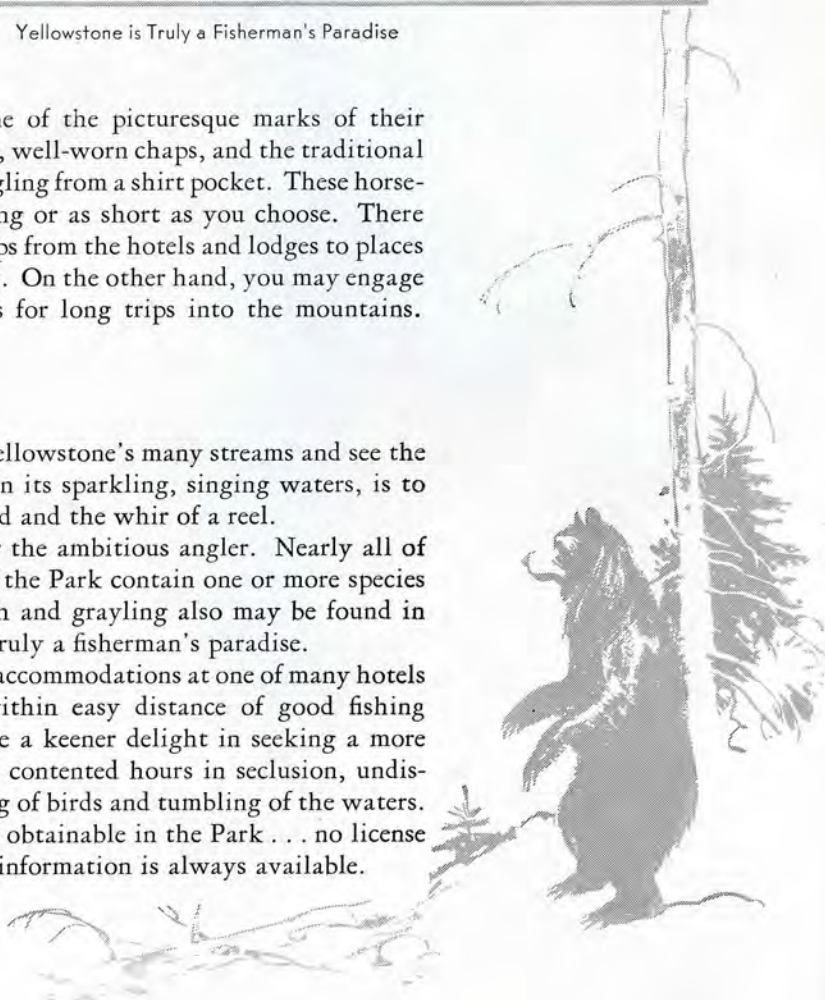 Yellowstone is Truly a Fisherman's Paradise
e of the picturesque marks of their
, well-worn chaps, and the traditional
gling from a shirt pocket. These horse-
ng or as short as you choose. There
ps from the hotels and lodges to places
. On the other hand, you may engage
s for long trips into the mountains.
ellowstone's many streams and see the
n its sparkling, singing waters, is to
d and the whir of a reel.
the ambitious angler. Nearly all of
the Park contain one or more species
n and grayling also may be found in
ruly a fisherman's paradise.
accommodations at one of many hotels
ithin easy distance of good fishing
e a keener delight in seeking a more
contented hours in seclusion, undis-
g of birds and tumbling of the waters.
obtainable in the Park . . . no license
information is always available.